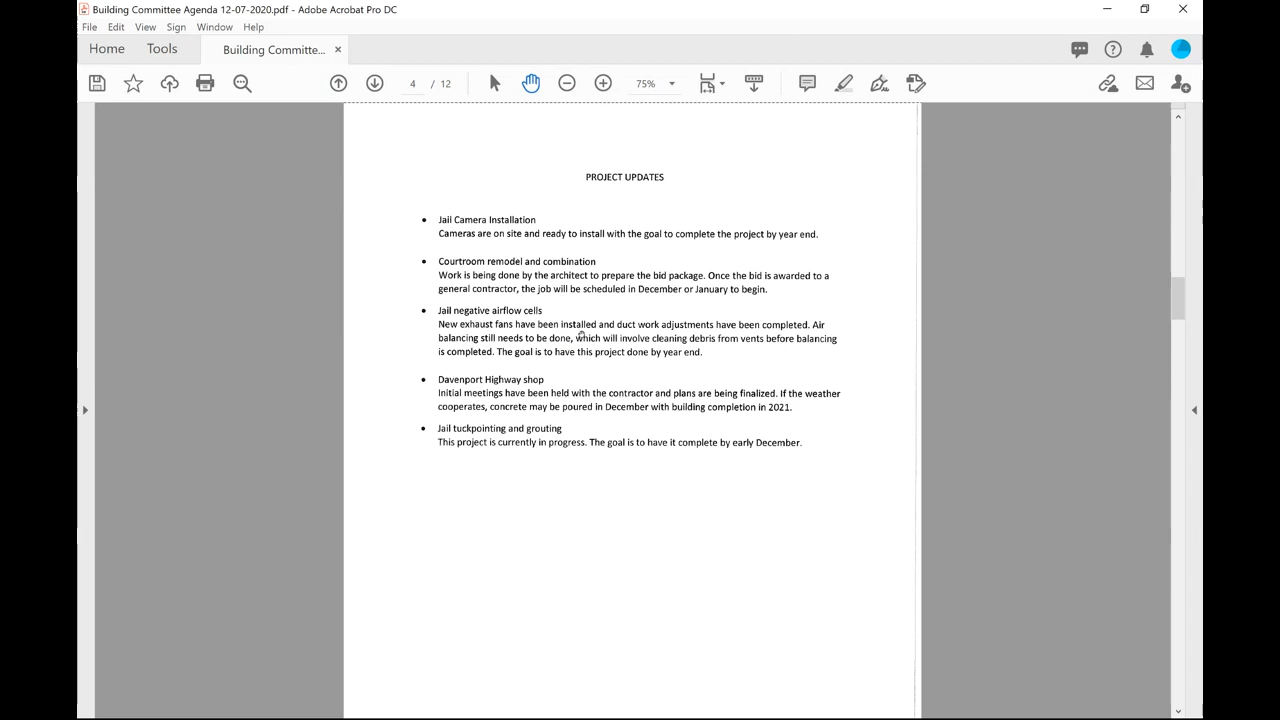 Building Committee Agenda 12-07-2020.pdf - Adobe Acrobat Pro DC
File Edit View Sign Window Help
Home Tools Building Committe... ×
4 / 12 75%
PROJECT UPDATES
• Jail Camera Installation
Cameras are on site and ready to install with the goal to complete the project by year end.
• Courtroom remodel and combination
Work is being done by the architect to prepare the bid package. Once the bid is awarded to a
general contractor, the job will be scheduled in December or January to begin.
• Jail negative airflow cells
New exhaust fans have been installed and duct work adjustments have been completed. Air
balancing still needs to be done, which will involve cleaning debris from vents before balancing
is completed. The goal is to have this project done by year end.
• Davenport Highway shop
Initial meetings have been held with the contractor and plans are being finalized. If the weather
cooperates, concrete may be poured in December with building completion in 2021.
• Jail tuckpointing and grouting
This project is currently in progress. The goal is to have it complete by early December.